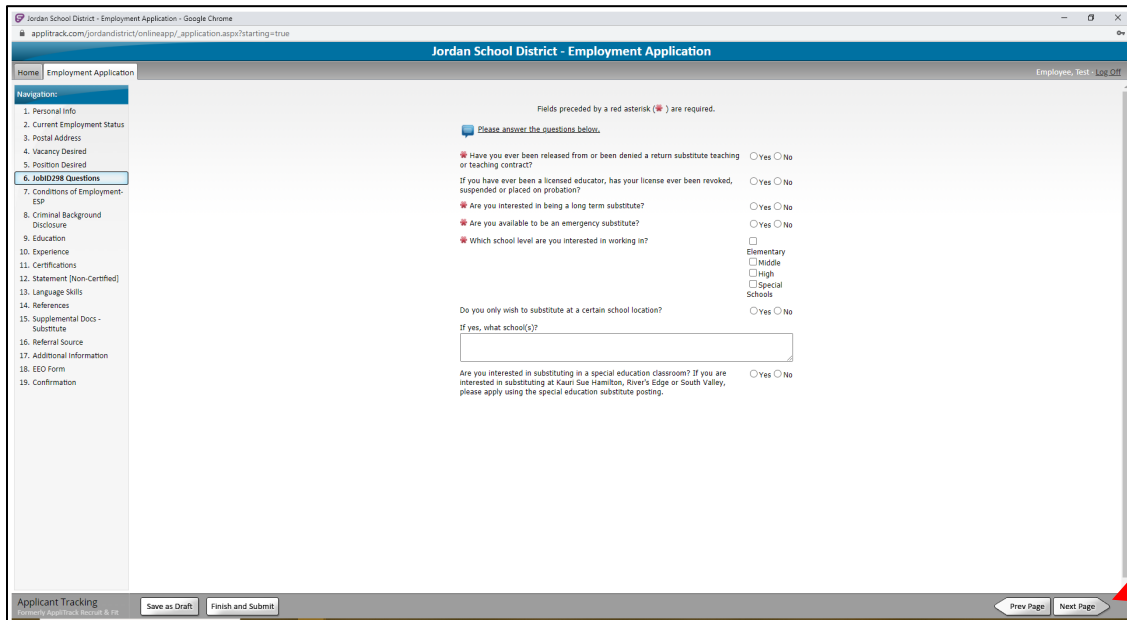 Jordan School District - Employment Application - Google Chrome
applitrack.com/jordandistrict/onlineapp/_application.aspx?starting=true
Jordan School District - Employment Application
Home Employment Application
Employee, Test - Log Off
Navigation:
1. Personal Info
2. Current Employment Status
3. Postal Address
4. Vacancy Desired
5. Position Desired
6. JobID298 Questions
7. Conditions of Employment-
ESP
8. Criminal Background
Disclosure
9. Education
10. Experience
11. Certifications
12. Statement [Non-Certified]
13. Language Skills
14. References
15. Supplemental Docs -
Substitute
16. Referral Source
17. Additional Information
18. EEO Form
19. Confirmation
Fields preceded by a red asterisk ( ) are required.
Please answer the questions below.
Have you ever been released from or been denied a return substitute teaching
or teaching contract?
Yes No
If you have ever been a licensed educator, has your license ever been revoked,
suspended or placed on probation?
Yes No
Are you interested in being a long term substitute?
Yes No
Are you available to be an emergency substitute?
Yes No
Which school level are you interested in working in?
Elementary
Middle
High
Special
Schools
Do you only wish to substitute at a certain school location?
Yes No
If yes, what school(s)?
Are you interested in substituting in a special education classroom? If you are
interested in substituting at Kauri Sue Hamilton, River's Edge or South Valley,
please apply using the special education substitute posting.
Yes No
Applicant Tracking
Formerly AppliTrack Recruit & Fit
Save as Draft Finish and Submit
Prev Page Next Page